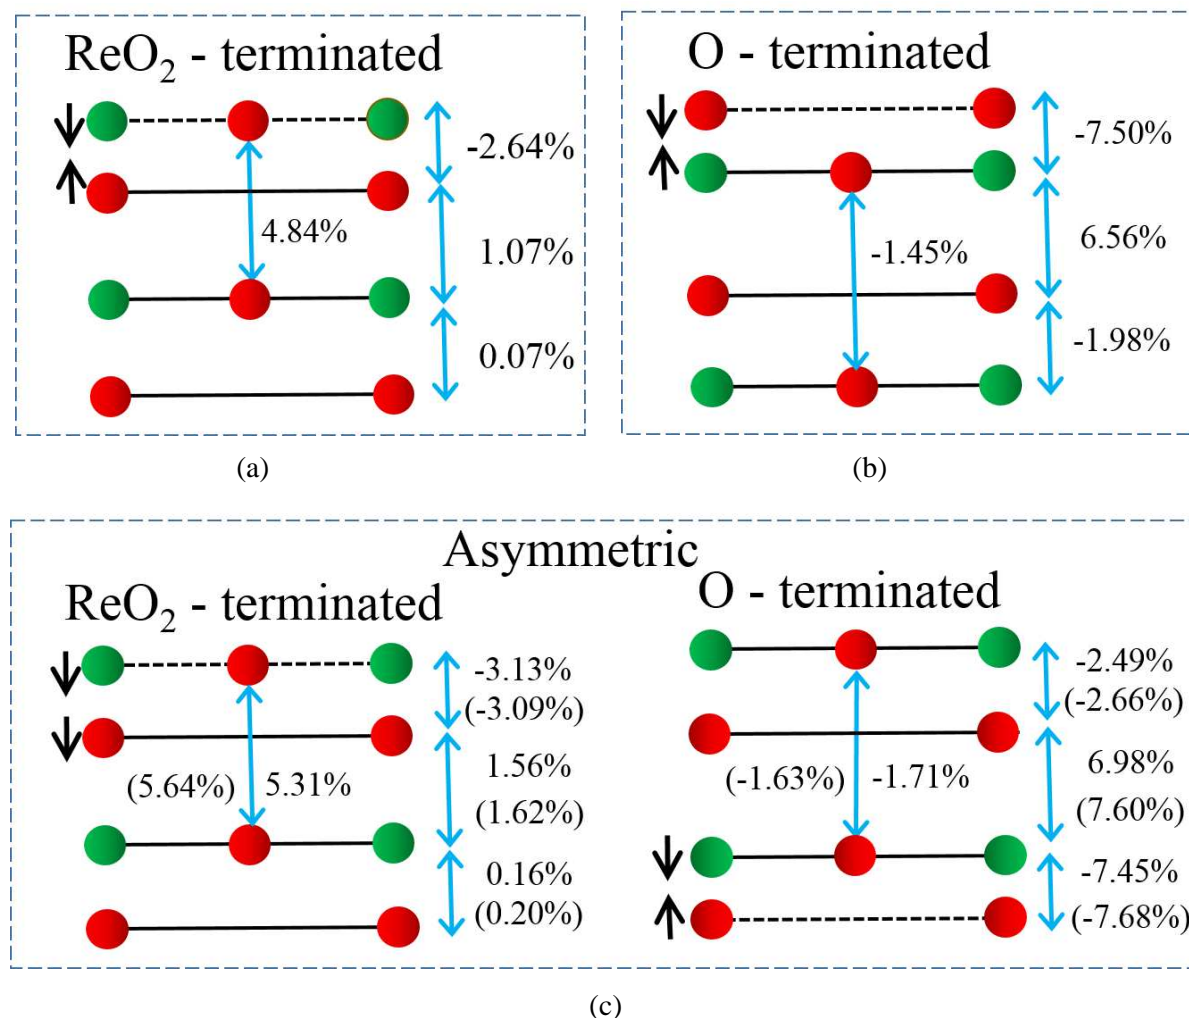 ReO₂ - terminated
-2.64%
4.84%
1.07%
0.07%
(a)
O - terminated
-7.50%
-1.45%
6.56%
-1.98%
(b)
Asymmetric
ReO₂ - terminated
-3.13%
(-3.09%)
(5.64%) 5.31%
1.56%
(1.62%)
0.16%
(0.20%)
O - terminated
-2.49%
(-2.66%)
(-1.63%) -1.71%
6.98%
(7.60%)
-7.45%
(-7.68%)
(c)